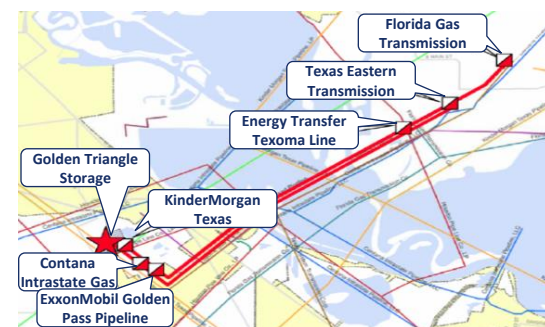 Florida Gas
Transmission
Texas Eastern
Transmission
Energy Transfer
Texoma Line
Golden Triangle
Storage
KinderMorgan
Texas
Contana
Intrastate Gas
ExxonMobil Golden
Pass Pipeline